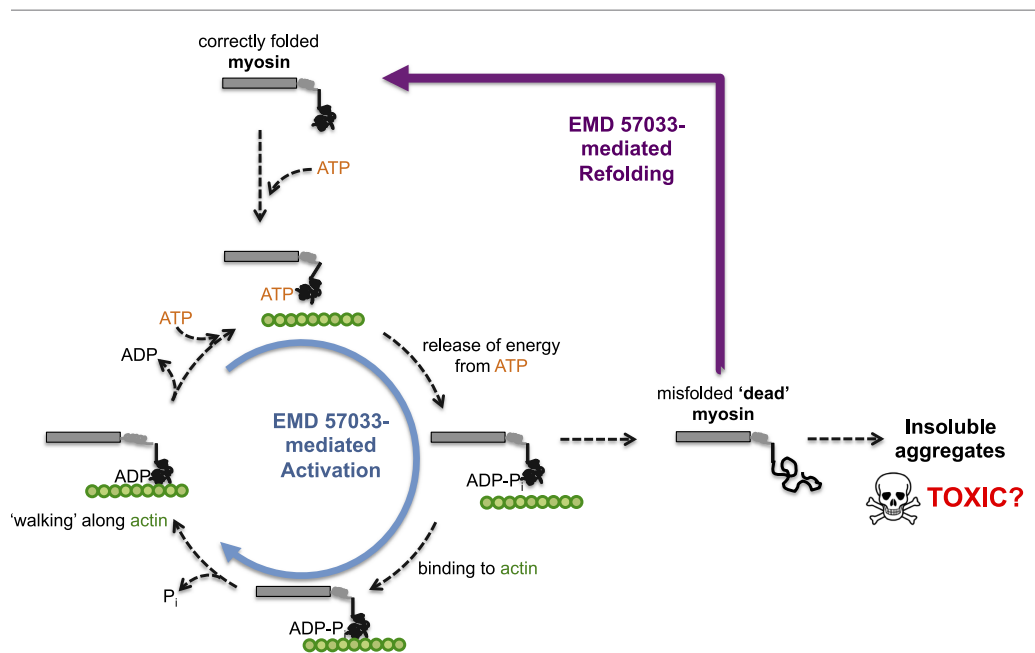 correctly folded
myosin
EMD 57033-
mediated
Refolding
ATP
ATP
ATP
ADP
release of energy
from ATP
EMD 57033-
mediated
Activation
misfolded ‘dead’
myosin
Insoluble
aggregates
TOXIC?
ADP
ADP-Pi
‘walking’ along actin
binding to actin
Pi
ADP-Pi